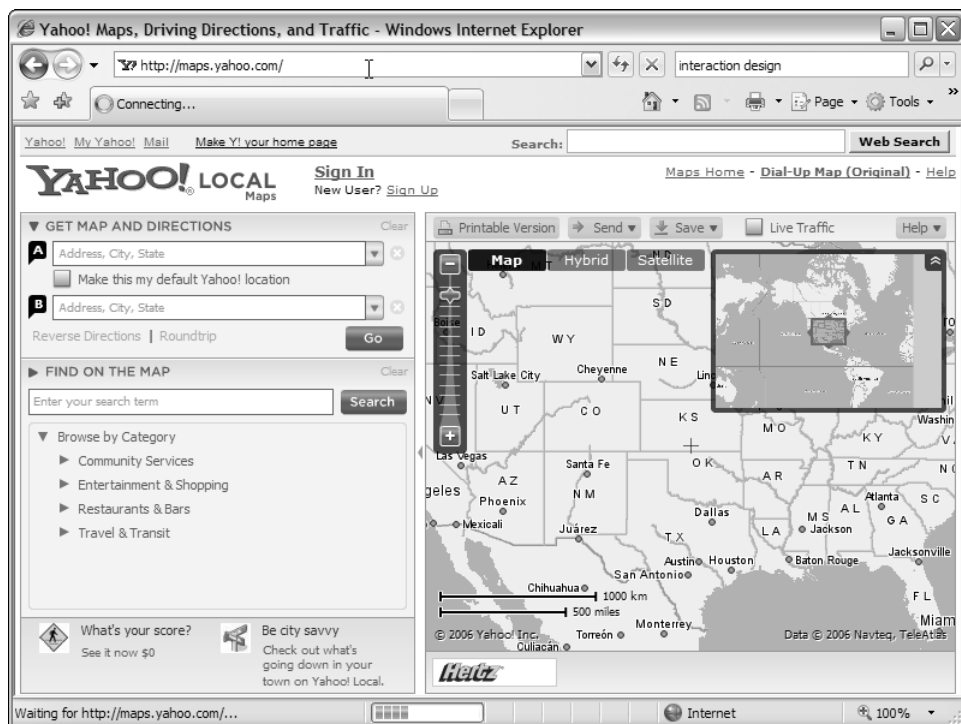 Yahoo! Maps, Driving Directions, and Traffic - Windows Internet Explorer
http://maps.yahoo.com/
interaction design
Connecting...
Page
Tools
»
Yahoo! My Yahoo! Mail Make Y! your home page
Search:
Web Search
YAHOO!® LOCAL
Maps
Sign In
New User? Sign Up
Maps Home - Dial-Up Map (Original) - Help
GET MAP AND DIRECTIONS
Clear
A
Address, City, State
Make this my default Yahoo! location
B
Address, City, State
Reverse Directions | Roundtrip
Go
FIND ON THE MAP
Clear
Enter your search term
Search
Browse by Category
Community Services
Entertainment & Shopping
Restaurants & Bars
Travel & Transit
What's your score?
See it now $0
Be city savvy
Check out what's
going down in your
town on Yahoo! Local.
Printable Version
Send
Save
Live Traffic
Help
Map
Hybrid
Satellite
MT
SD
ID
WY
NE
Salt Lake City
Cheyenne
UT
CO
KS
MO
KY
Washin
Las Vegas
Santa Fe
OK
TN
geles
AZ
NM
AR
Phoenix
Dallas
MS
AL
Atlanta
SC
GA
Mexicali
Juárez
TX
LA
Jackson
Austin
Houston
Baton Rouge
Jacksonville
San Antonio
Chihuahua
FL
1000 km
500 miles
Monterrey
Miam
© 2006 Yahoo! Inc.
Torreón
Data © 2006 Navteq, TeleAtlas
Culiacán
Hertz
Waiting for http://maps.yahoo.com/...
Internet
100%